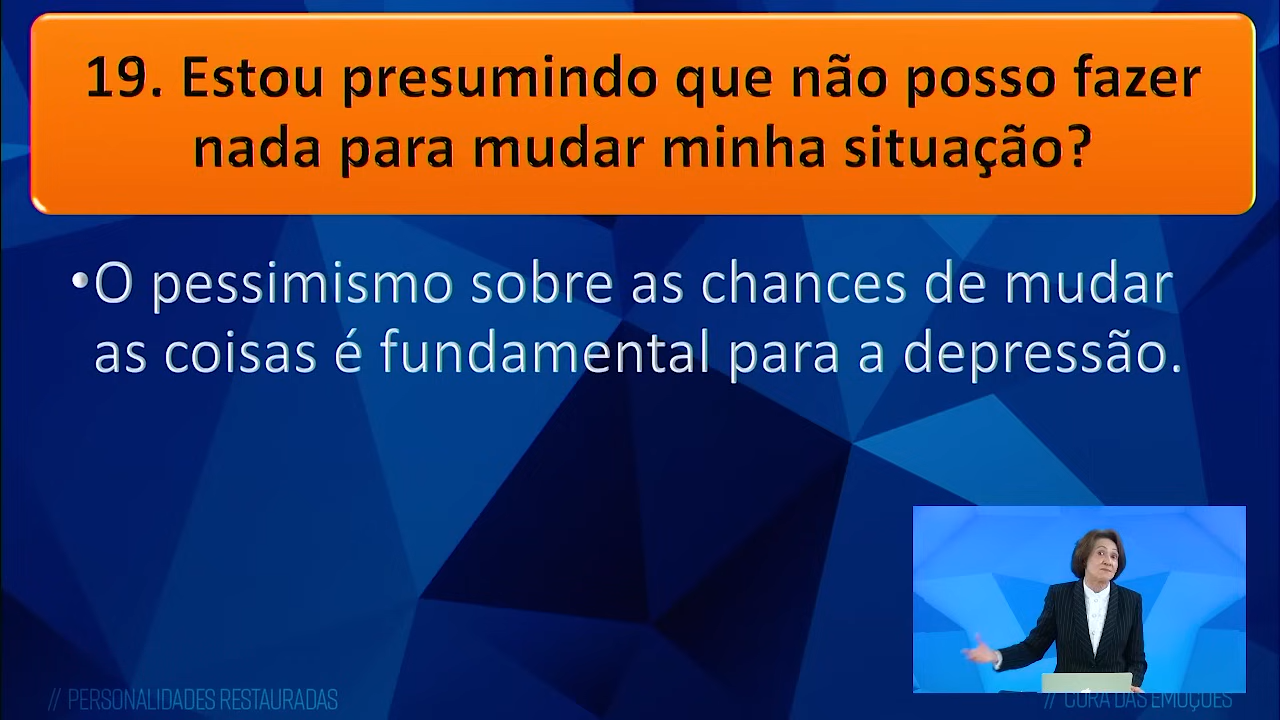 19. Estou presumindo que não posso fazer
nada para mudar minha situação?
•O pessimismo sobre as chances de mudar
as coisas é fundamental para a depressão.
// PERSONALIDADES RESTAURADAS
// CURA DAS EMOÇÕES